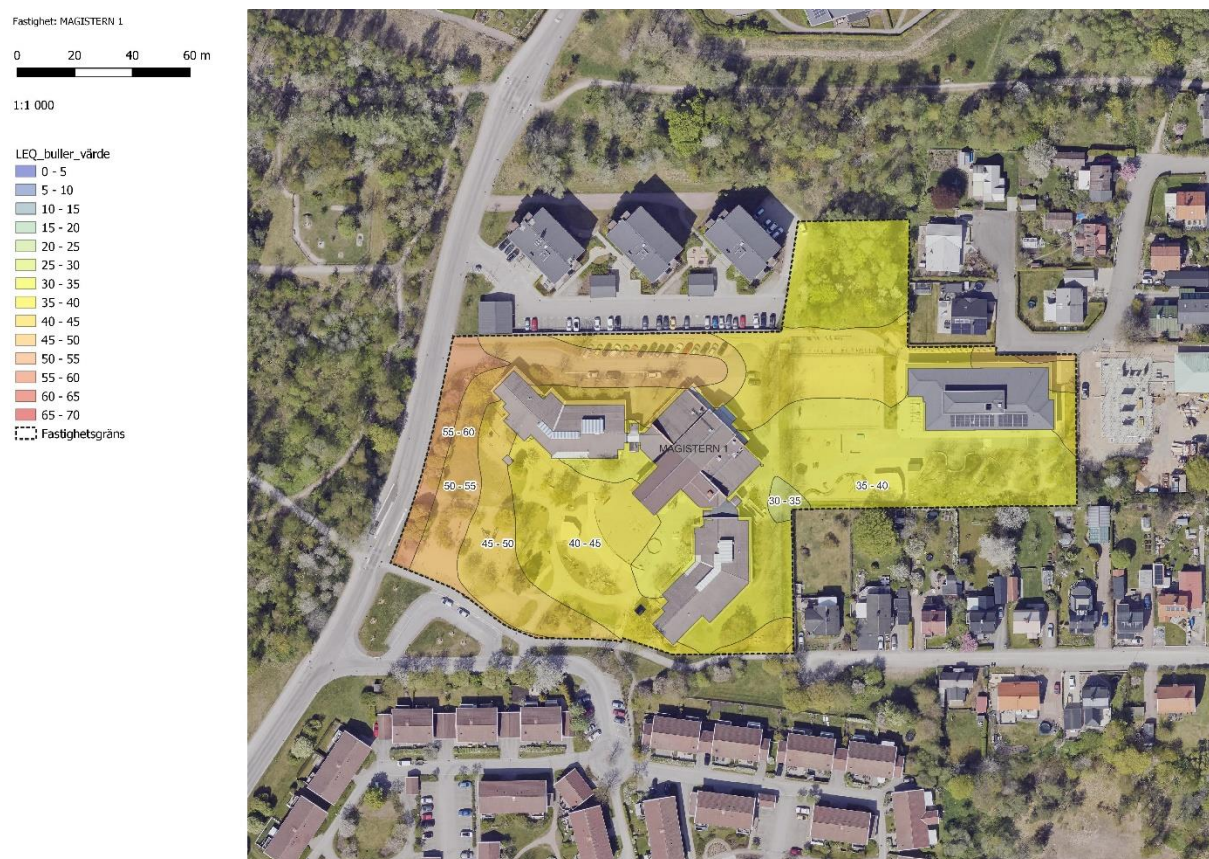 Fastighet: MAGISTERN 1
0 20 40 60 m
1:1 000
LEQ_buller_värde
0 - 5
5 - 10
10 - 15
15 - 20
20 - 25
25 - 30
30 - 35
35 - 40
40 - 45
45 - 50
50 - 55
55 - 60
60 - 65
65 - 70
Fastighetsgräns
55 - 60
MAGISTERN 1
50 - 55
30 - 35
35 - 40
45 - 50
40 - 45